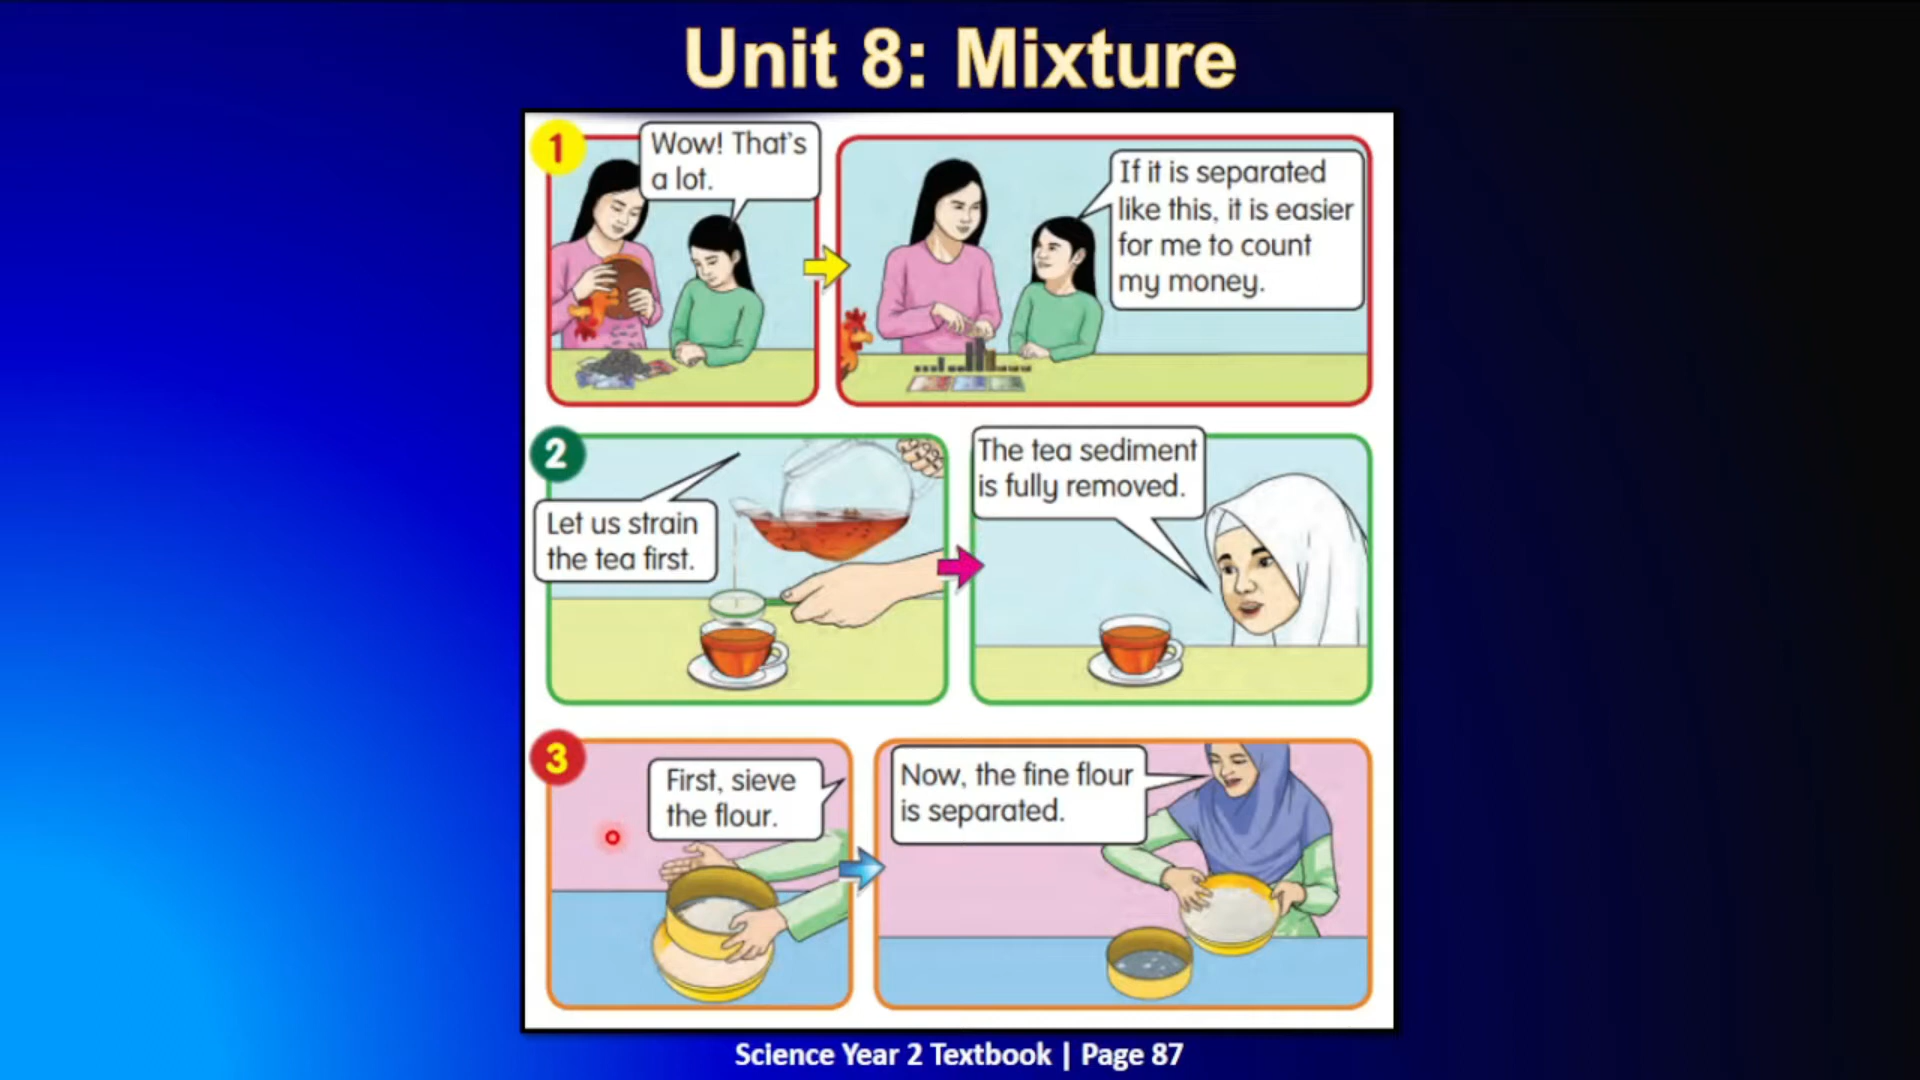 Unit 8: Mixture
1
Wow! That's
a lot.
If it is separated
like this, it is easier
for me to count
my money.
2
Let us strain
the tea first.
The tea sediment
is fully removed.
3
First, sieve
the flour.
Now, the fine flour
is separated.
Science Year 2 Textbook | Page 87